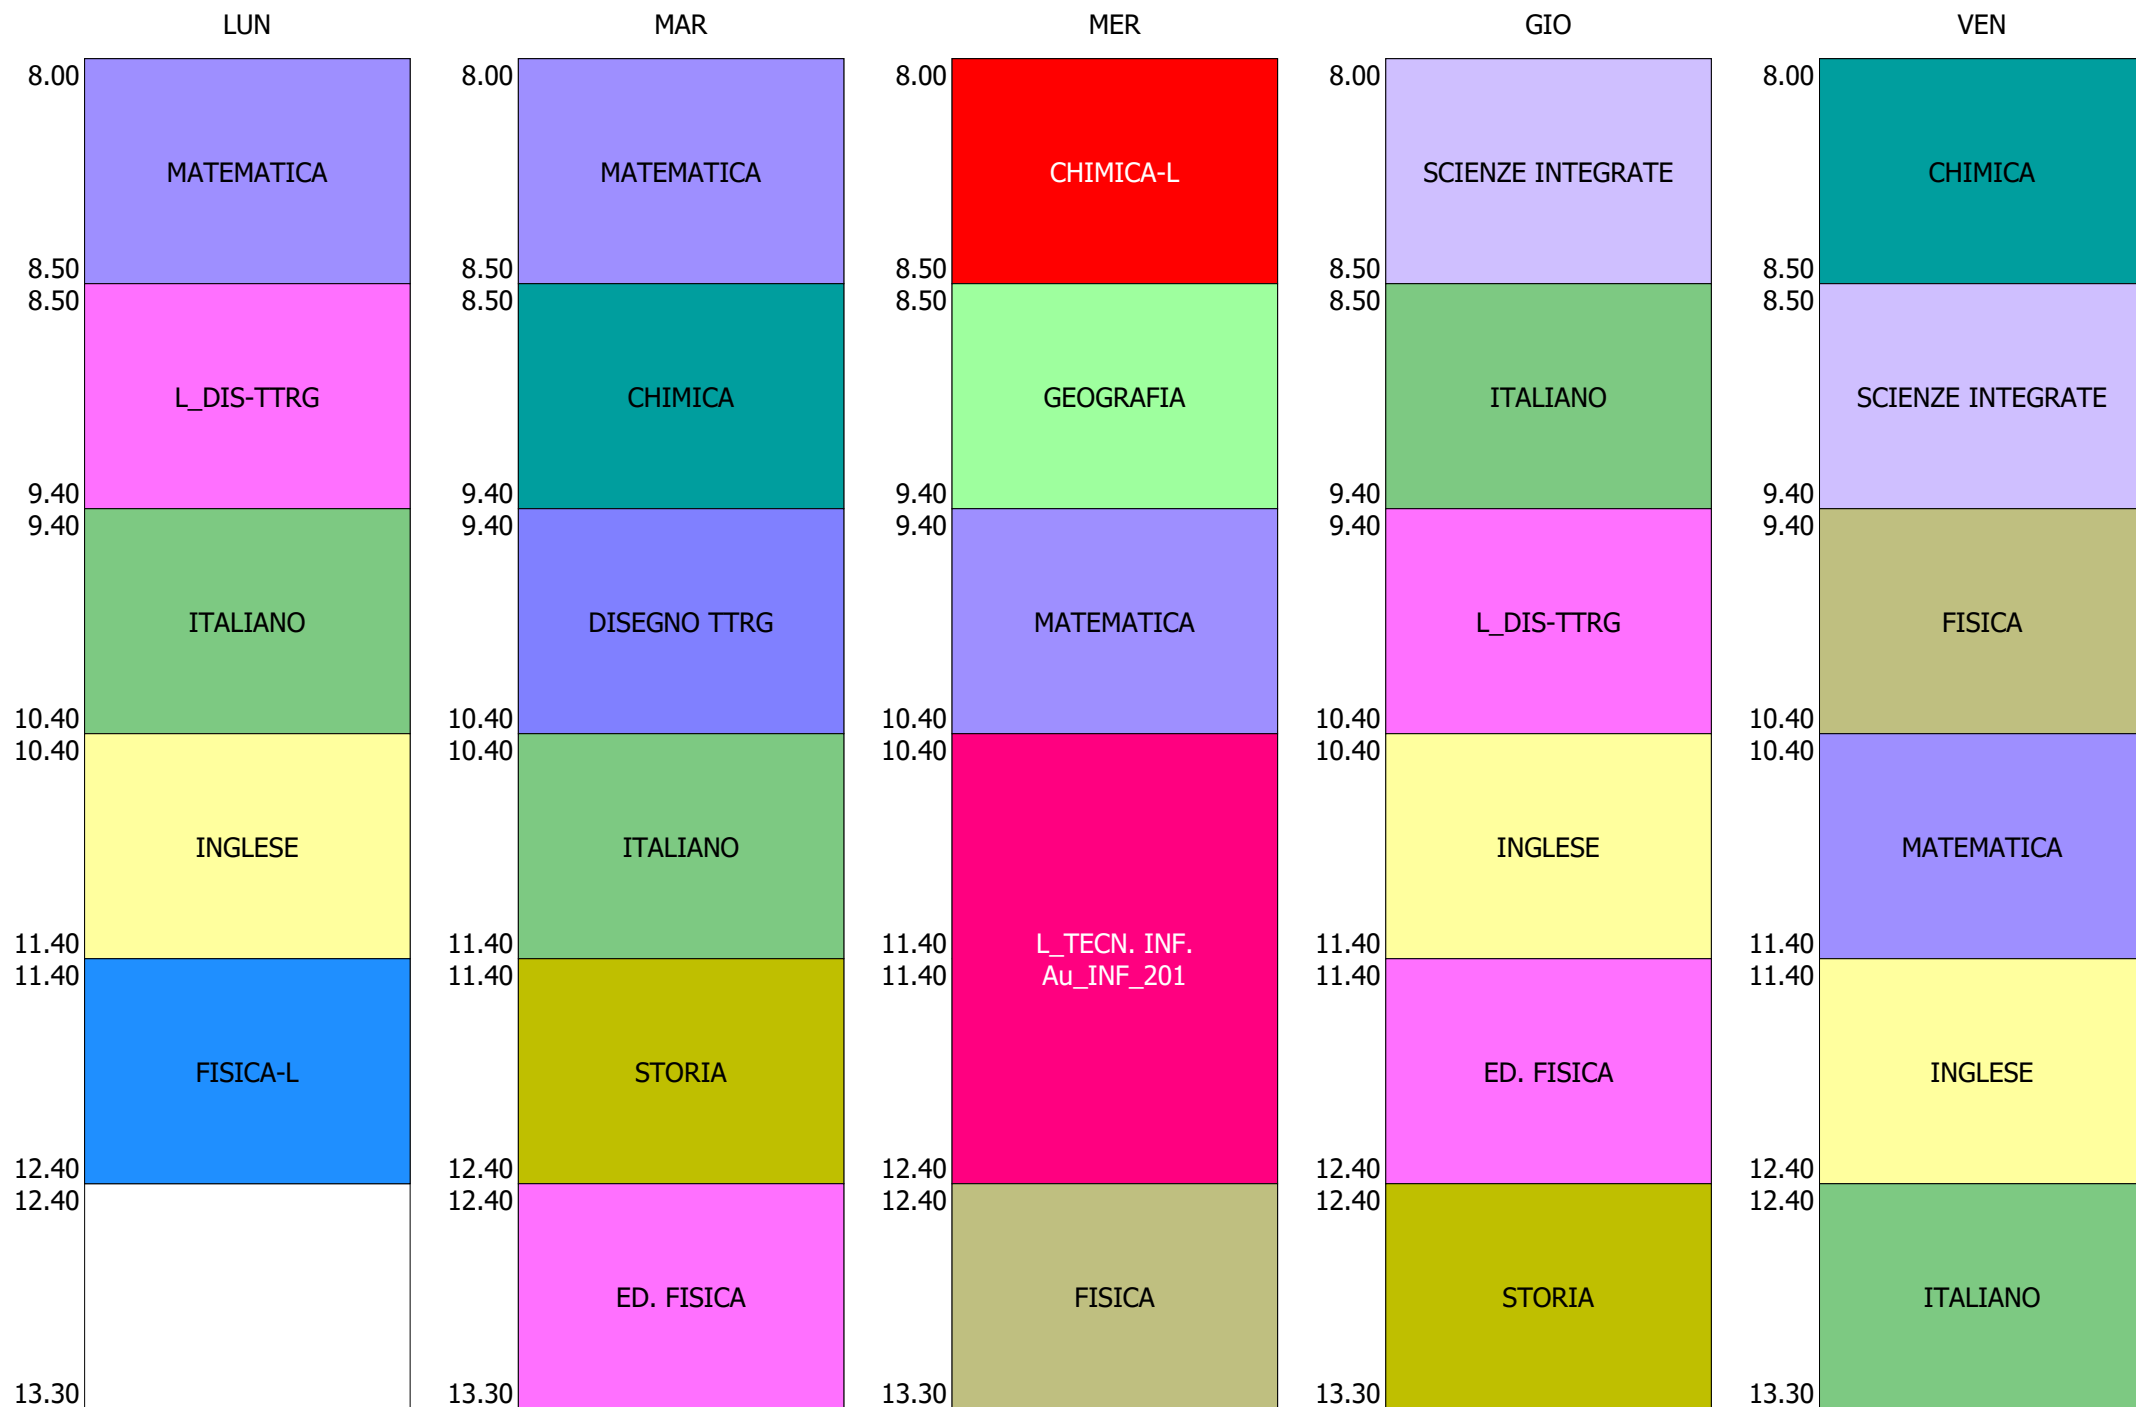 LUN MAR MER GIO VEN
8.00 8.00 8.00 8.00 8.00
MATEMATICA MATEMATICA CHIMICA-L SCIENZE INTEGRATE CHIMICA
8.50 8.50 8.50 8.50 8.50
8.50 8.50 8.50 8.50 8.50
L_DIS-TTRG CHIMICA GEOGRAFIA ITALIANO SCIENZE INTEGRATE
9.40 9.40 9.40 9.40 9.40
9.40 9.40 9.40 9.40 9.40
ITALIANO DISEGNO TTRG MATEMATICA L_DIS-TTRG FISICA
10.40 10.40 10.40 10.40 10.40
10.40 10.40 10.40 10.40 10.40
INGLESE ITALIANO INGLESE MATEMATICA
11.40 11.40 11.40 L_TECN. INF. 11.40 11.40
11.40 11.40 11.40 Au_INF_201 11.40 11.40
FISICA-L STORIA ED. FISICA INGLESE
12.40 12.40 12.40 12.40 12.40
12.40 12.40 12.40 12.40 12.40
ED. FISICA FISICA STORIA ITALIANO
13.30 13.30 13.30 13.30 13.30